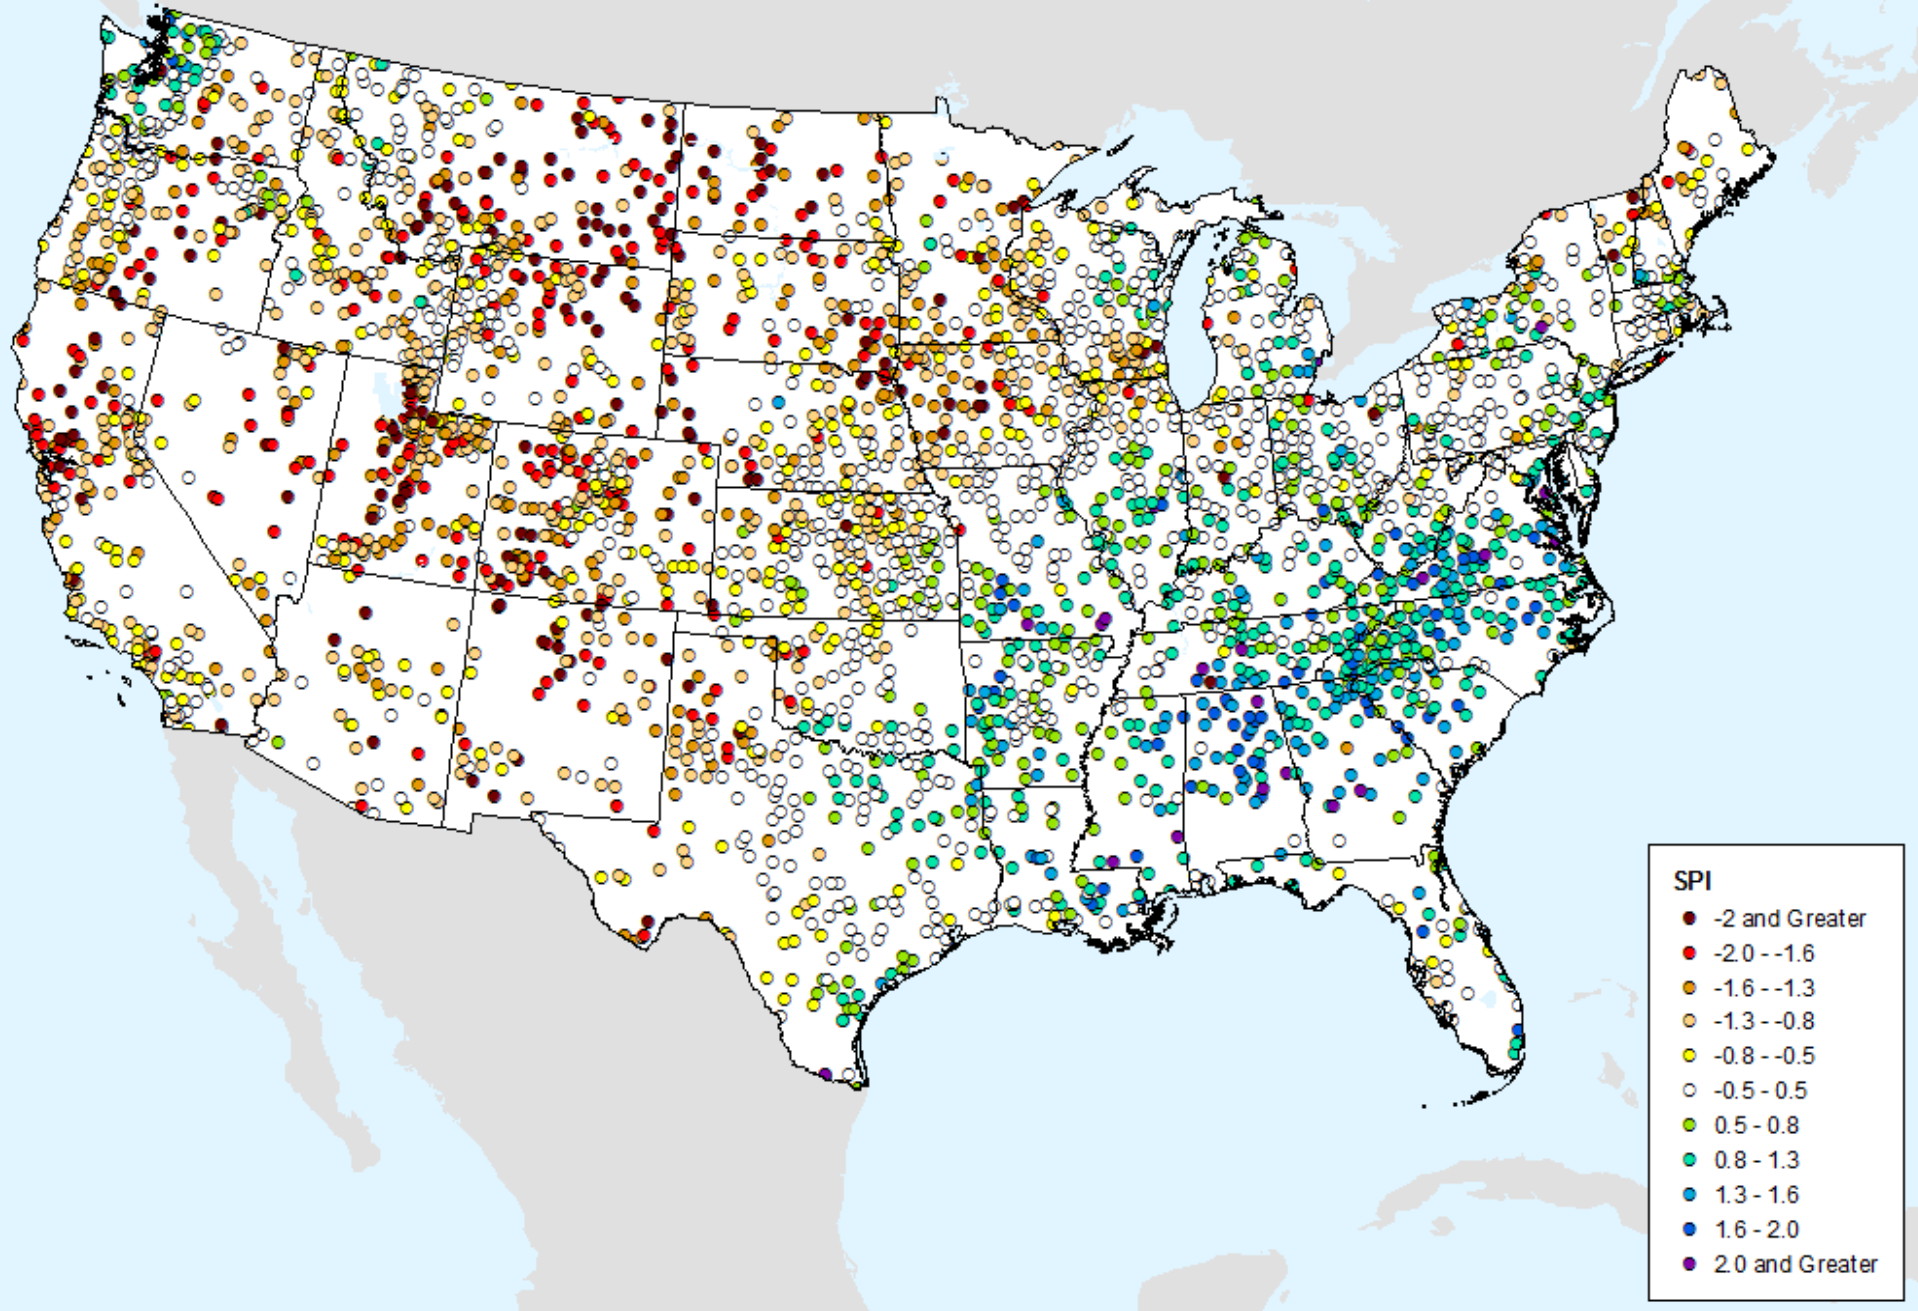 SPI
-2 and Greater
-2.0 - -1.6
-1.6 - -1.3
-1.3 - -0.8
-0.8 - -0.5
-0.5 - 0.5
0.5 - 0.8
0.8 - 1.3
1.3 - 1.6
1.6 - 2.0
2.0 and Greater